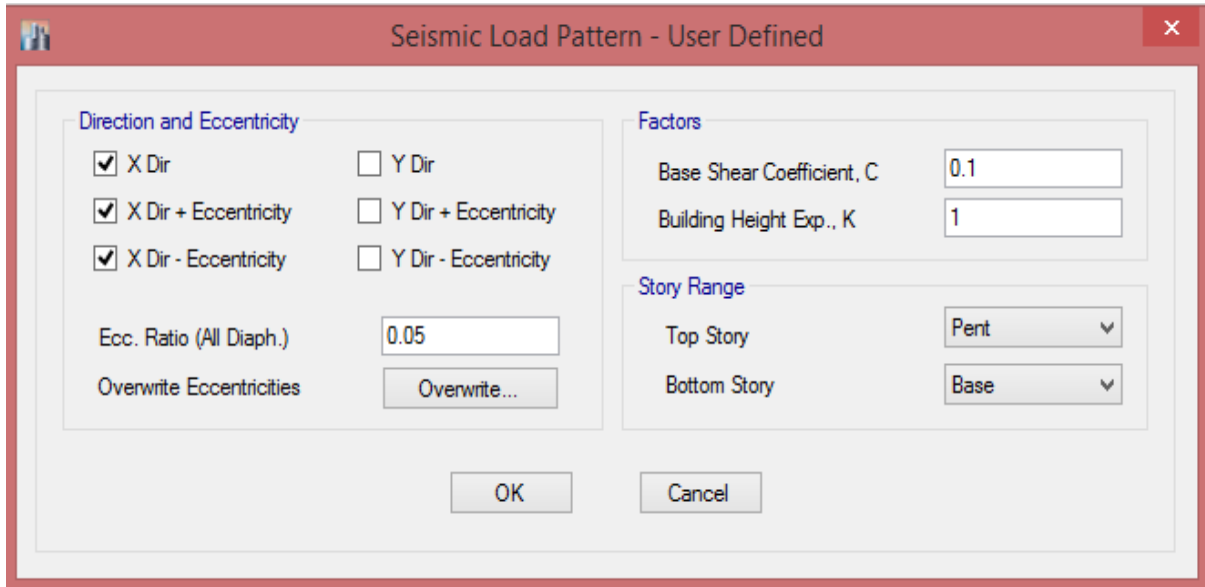 Seismic Load Pattern - User Defined
Direction and Eccentricity
X Dir
Y Dir
X Dir + Eccentricity
Y Dir + Eccentricity
X Dir - Eccentricity
Y Dir - Eccentricity
Ecc. Ratio (All Diaph.)
0.05
Overwrite Eccentricities
Overwrite...
Factors
Base Shear Coefficient, C
0.1
Building Height Exp., K
1
Story Range
Top Story
Pent
Bottom Story
Base
OK
Cancel